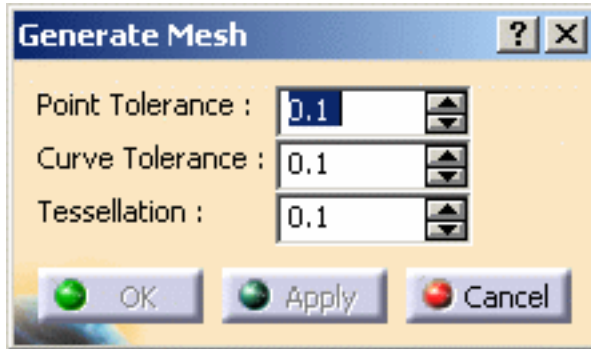 Generate Mesh ? X
Point Tolerance : 0.1
Curve Tolerance : 0.1
Tessellation : 0.1
OK Apply Cancel